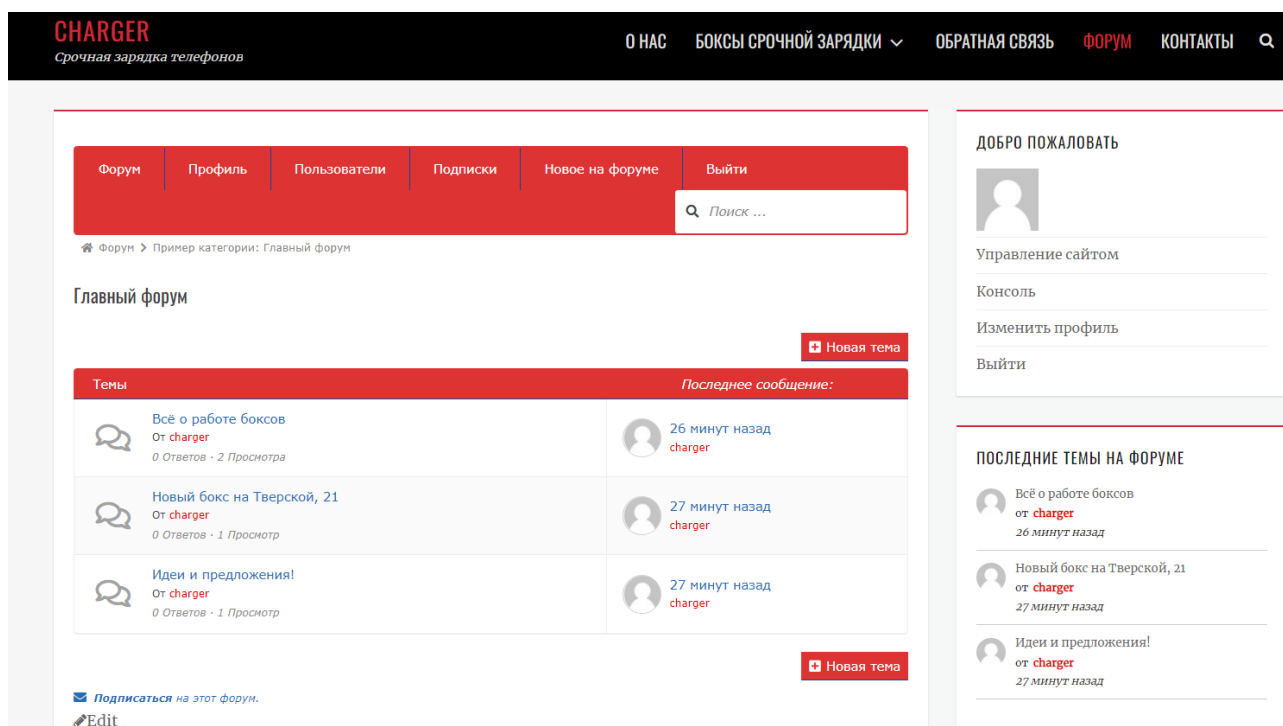 CHARGER
Срочная зарядка телефонов
О НАС БОКСЫ СРОЧНОЙ ЗАРЯДКИ ОБРАТНАЯ СВЯЗЬ ФОРУМ КОНТАКТЫ
Форум Профиль Пользователи Подписки Новое на форуме Выйти
Поиск ...
Форум Пример категории: Главный форум
Главный форум
Новая тема
Темы Последнее сообщение:
Всё о работе боксов
От charger
0 Ответов · 2 Просмотра
26 минут назад
charger
Новый бокс на Тверской, 21
От charger
0 Ответов · 1 Просмотр
27 минут назад
charger
Идеи и предложения!
От charger
0 Ответов · 1 Просмотр
27 минут назад
charger
Новая тема
Подписаться на этот форум.
Edit
ДОБРО ПОЖАЛОВАТЬ
Управление сайтом
Консоль
Изменить профиль
Выйти
ПОСЛЕДНИЕ ТЕМЫ НА ФОРУМЕ
Всё о работе боксов
от charger
26 минут назад
Новый бокс на Тверской, 21
от charger
27 минут назад
Идеи и предложения!
от charger
27 минут назад